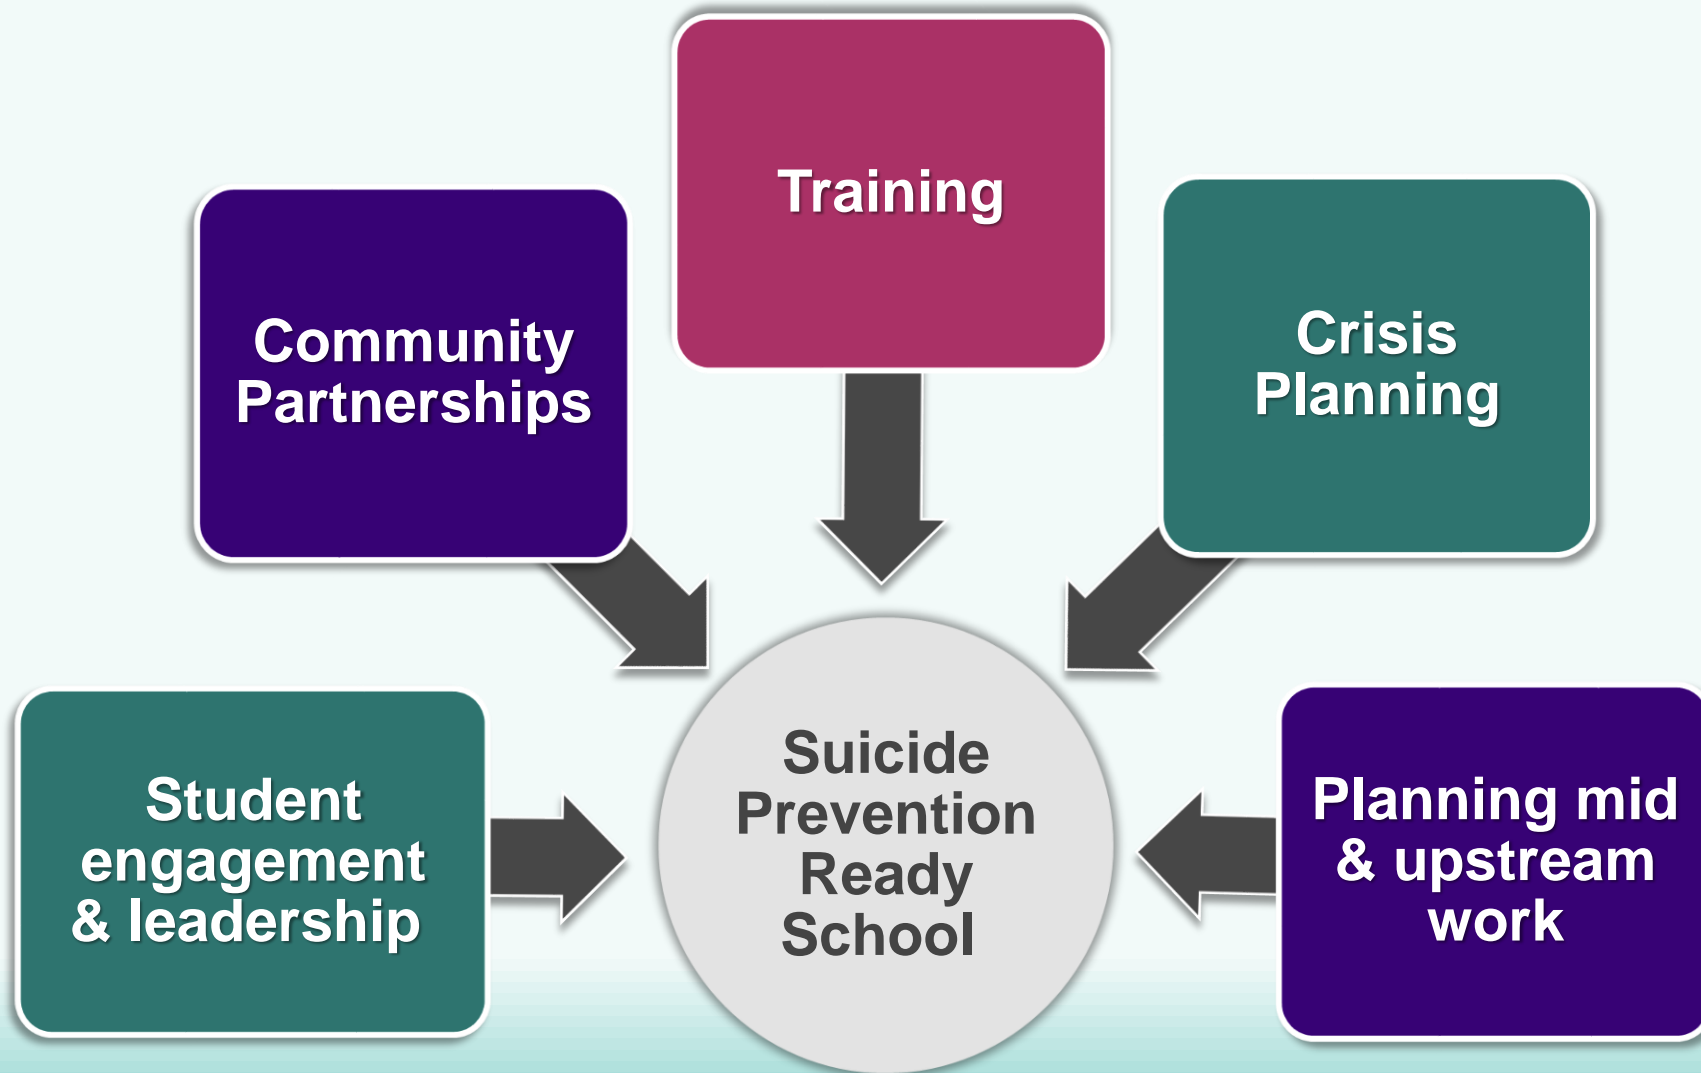 Training
Community
Partnerships
Crisis
Planning
Student
engagement
& leadership
Suicide
Prevention
Ready
School
Planning mid
& upstream
work